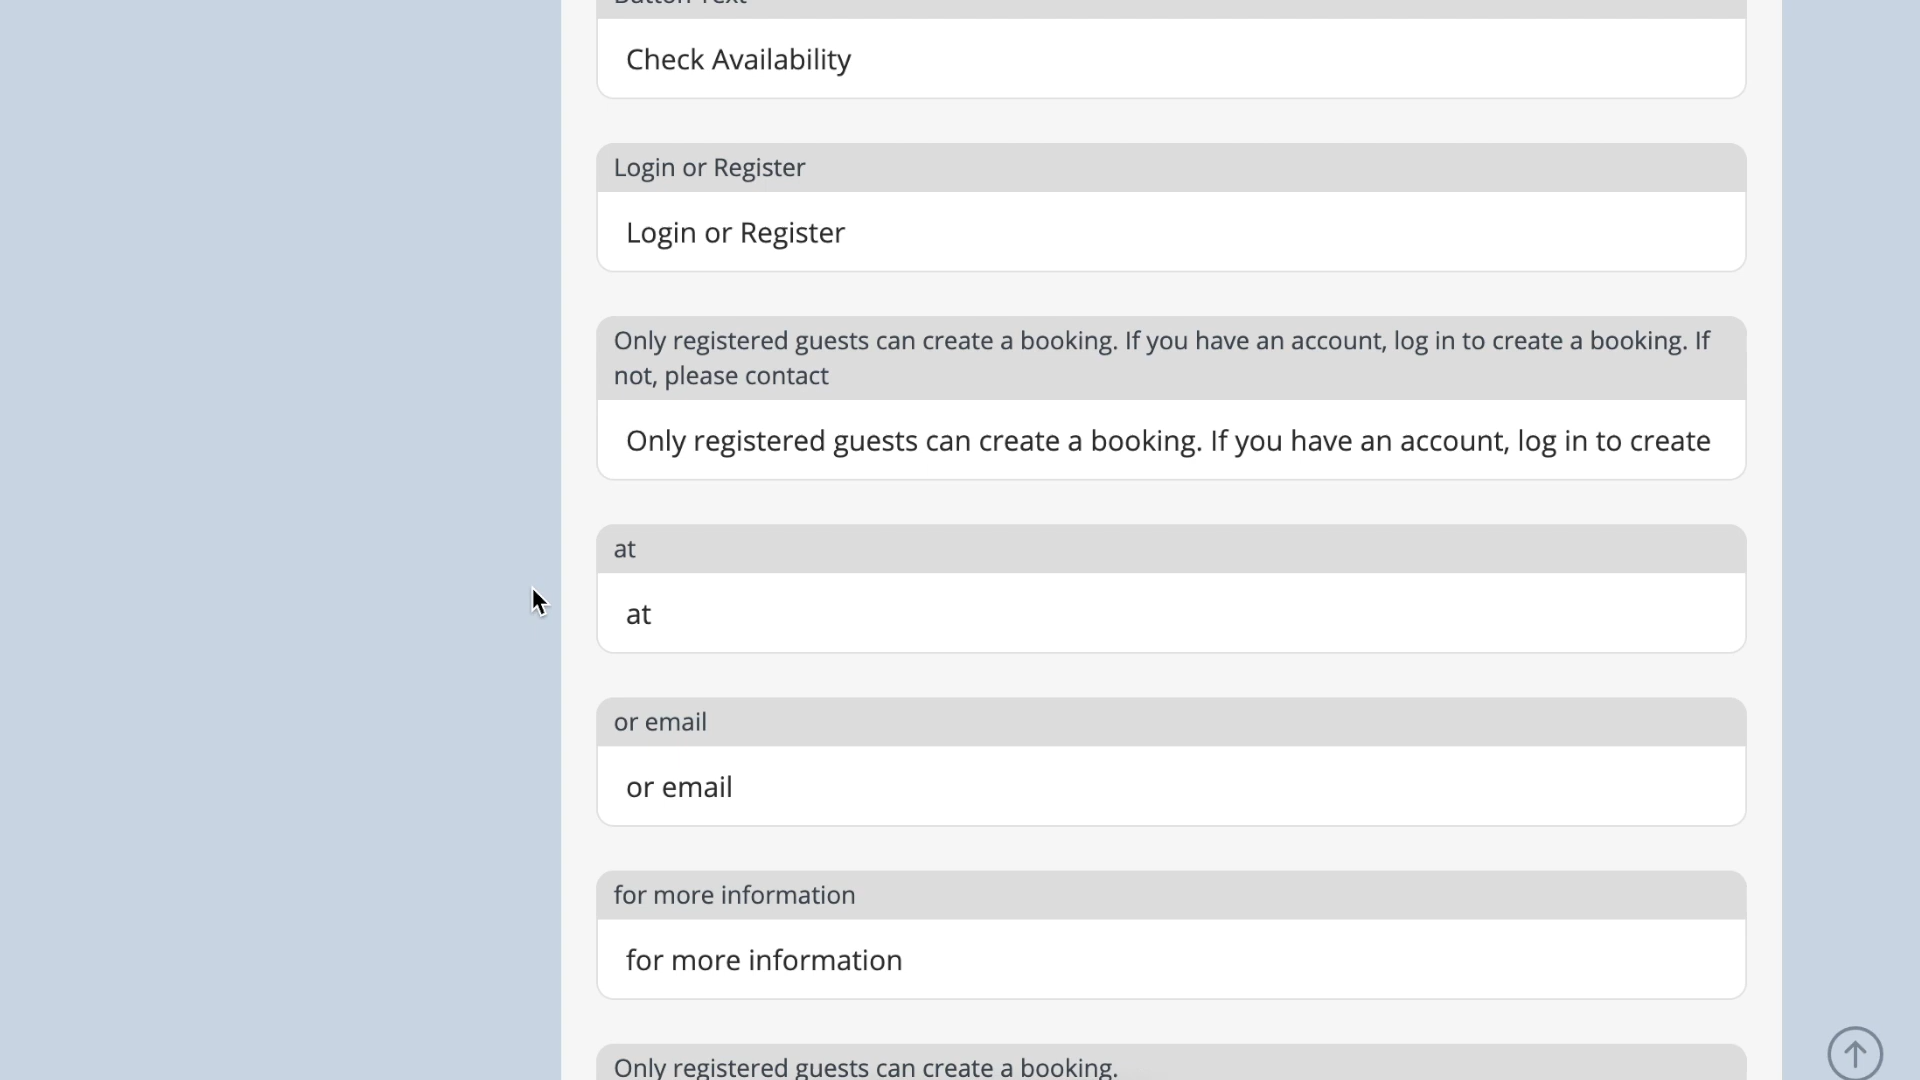 Button Text
Check Availability
Login or Register
Login or Register
Only registered guests can create a booking. If you have an account, log in to create a booking. If
not, please contact
Only registered guests can create a booking. If you have an account, log in to create
at
at
or email
or email
for more information
for more information
Only registered guests can create a booking.